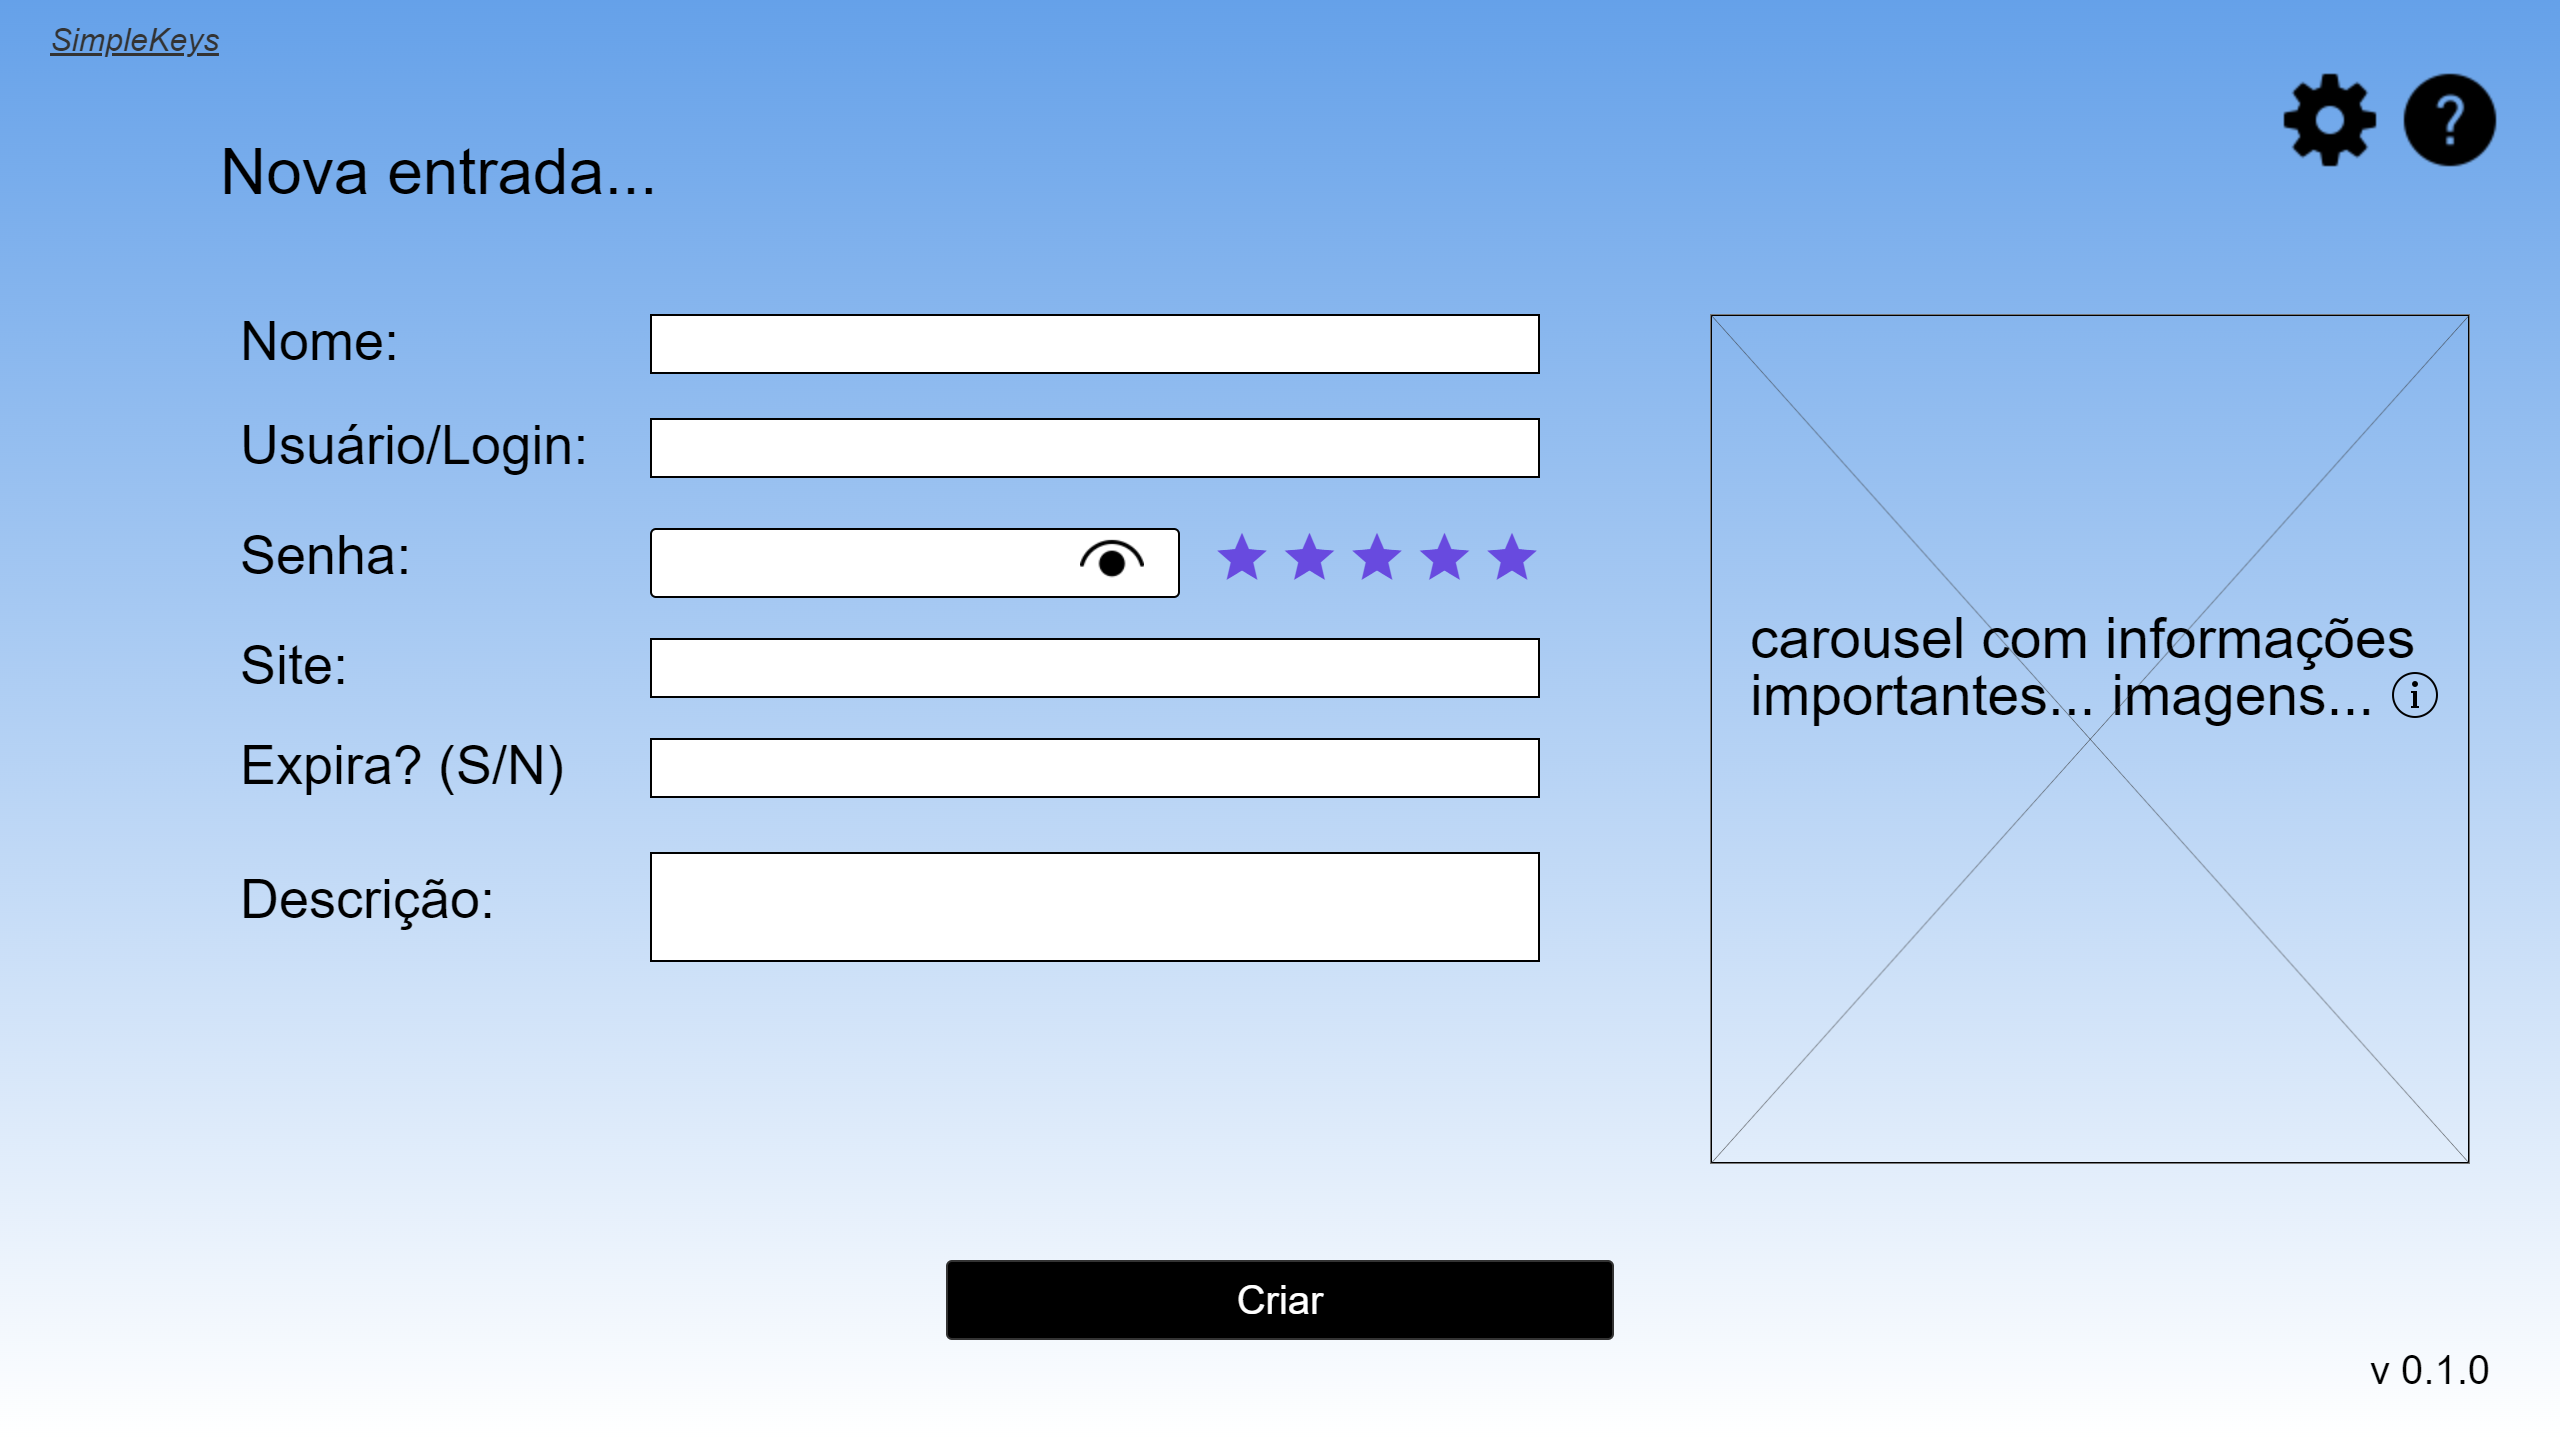 SimpleKeys
Nova entrada...
Nome:
Usuário/Login:
Senha:
Site:
Expira? (S/N)
Descrição:
carousel com informações
importantes... imagens...
Criar
v 0.1.0